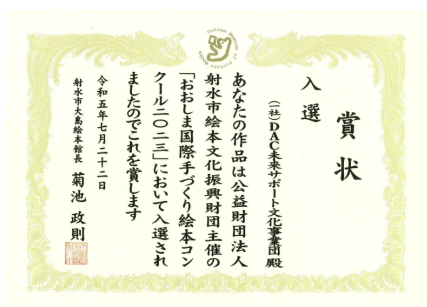 賞状
入選
(一社)DAC未来サポート文化事業団 殿
あなたの作品は公益財団法人
射水市絵本文化振興財団主催の
「おおしま国際手づくり絵本コン
クール二〇二三」において入選され
ましたのでこれを賞します
令和五年七月二十二日
射水市大島絵本館長 菊池 政則